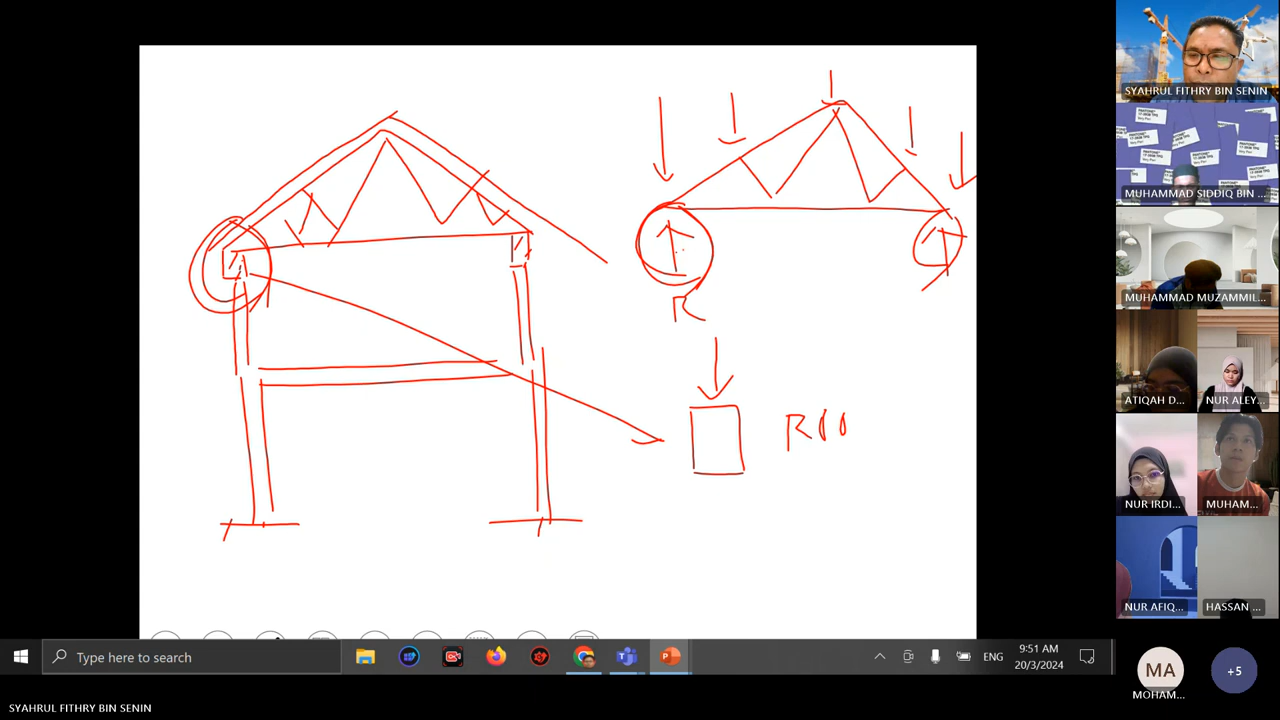 R
R00
SYAHRUL FITHRY BIN SENIN
MUHAMMAD SIDDIQ BIN ...
MUHAMMAD MUZAMMIL...
ATIQAH D...
NUR ALEY...
NUR IRDI...
MUHAM...
NUR AFIQ...
HASSAN ...
MA
MOHAM...
+5
Type here to search
ENG
9:51 AM
20/3/2024
SYAHRUL FITHRY BIN SENIN